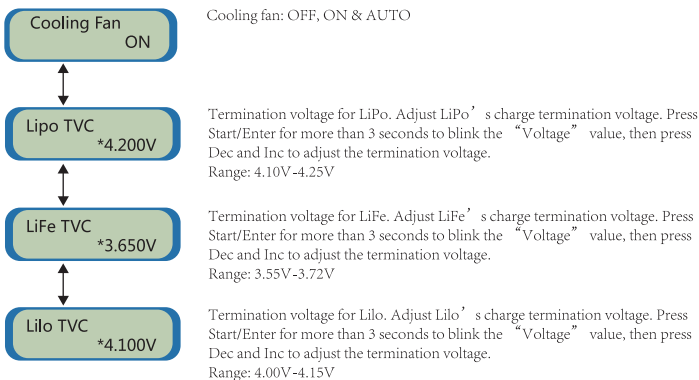 Cooling Fan
ON
Cooling fan: OFF, ON & AUTO
Lipo TVC
*4.200V
Termination voltage for LiPo. Adjust LiPo’s charge termination voltage. Press
Start/Enter for more than 3 seconds to blink the “Voltage” value, then press
Dec and Inc to adjust the termination voltage.
Range: 4.10V-4.25V
LiFe TVC
*3.650V
Termination voltage for LiFe. Adjust LiFe’s charge termination voltage. Press
Start/Enter for more than 3 seconds to blink the “Voltage” value, then press
Dec and Inc to adjust the termination voltage.
Range: 3.55V-3.72V
Lilo TVC
*4.100V
Termination voltage for Lilo. Adjust Lilo’s charge termination voltage. Press
Start/Enter for more than 3 seconds to blink the “Voltage” value, then press
Dec and Inc to adjust the termination voltage.
Range: 4.00V-4.15V